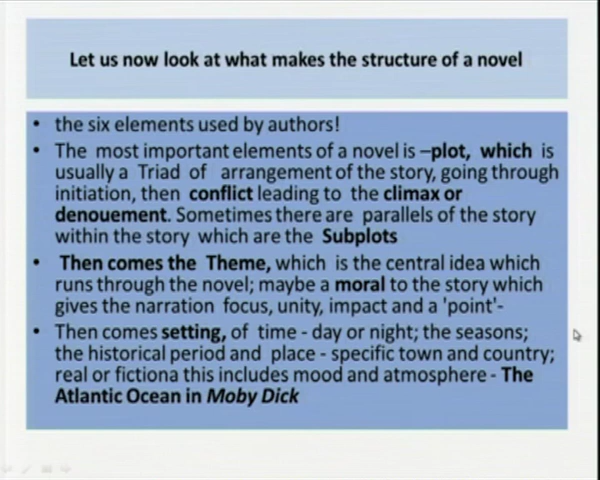 Let us now look at what makes the structure of a novel
• the six elements used by authors!
• The most important elements of a novel is –plot, which is
usually a Triad of arrangement of the story, going through
initiation, then conflict leading to the climax or
denouement. Sometimes there are parallels of the story
within the story which are the Subplots
• Then comes the Theme, which is the central idea which
runs through the novel; maybe a moral to the story which
gives the narration focus, unity, impact and a 'point'-
• Then comes setting, of time - day or night; the seasons;
the historical period and place - specific town and country;
real or fictiona this includes mood and atmosphere - The
Atlantic Ocean in Moby Dick